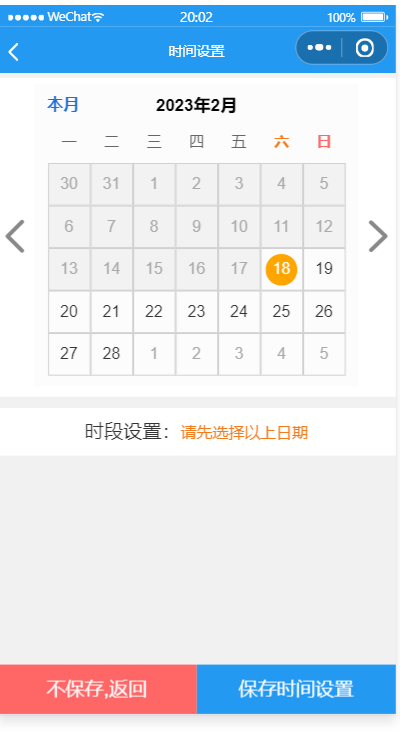 WeChat 20:02 100%
时间设置
本月 2023年2月
一 二 三 四 五 六 日
30 31 1 2 3 4 5
6 7 8 9 10 11 12
13 14 15 16 17 18 19
20 21 22 23 24 25 26
27 28 1 2 3 4 5
时段设置：请先选择以上日期
不保存,返回 保存时间设置